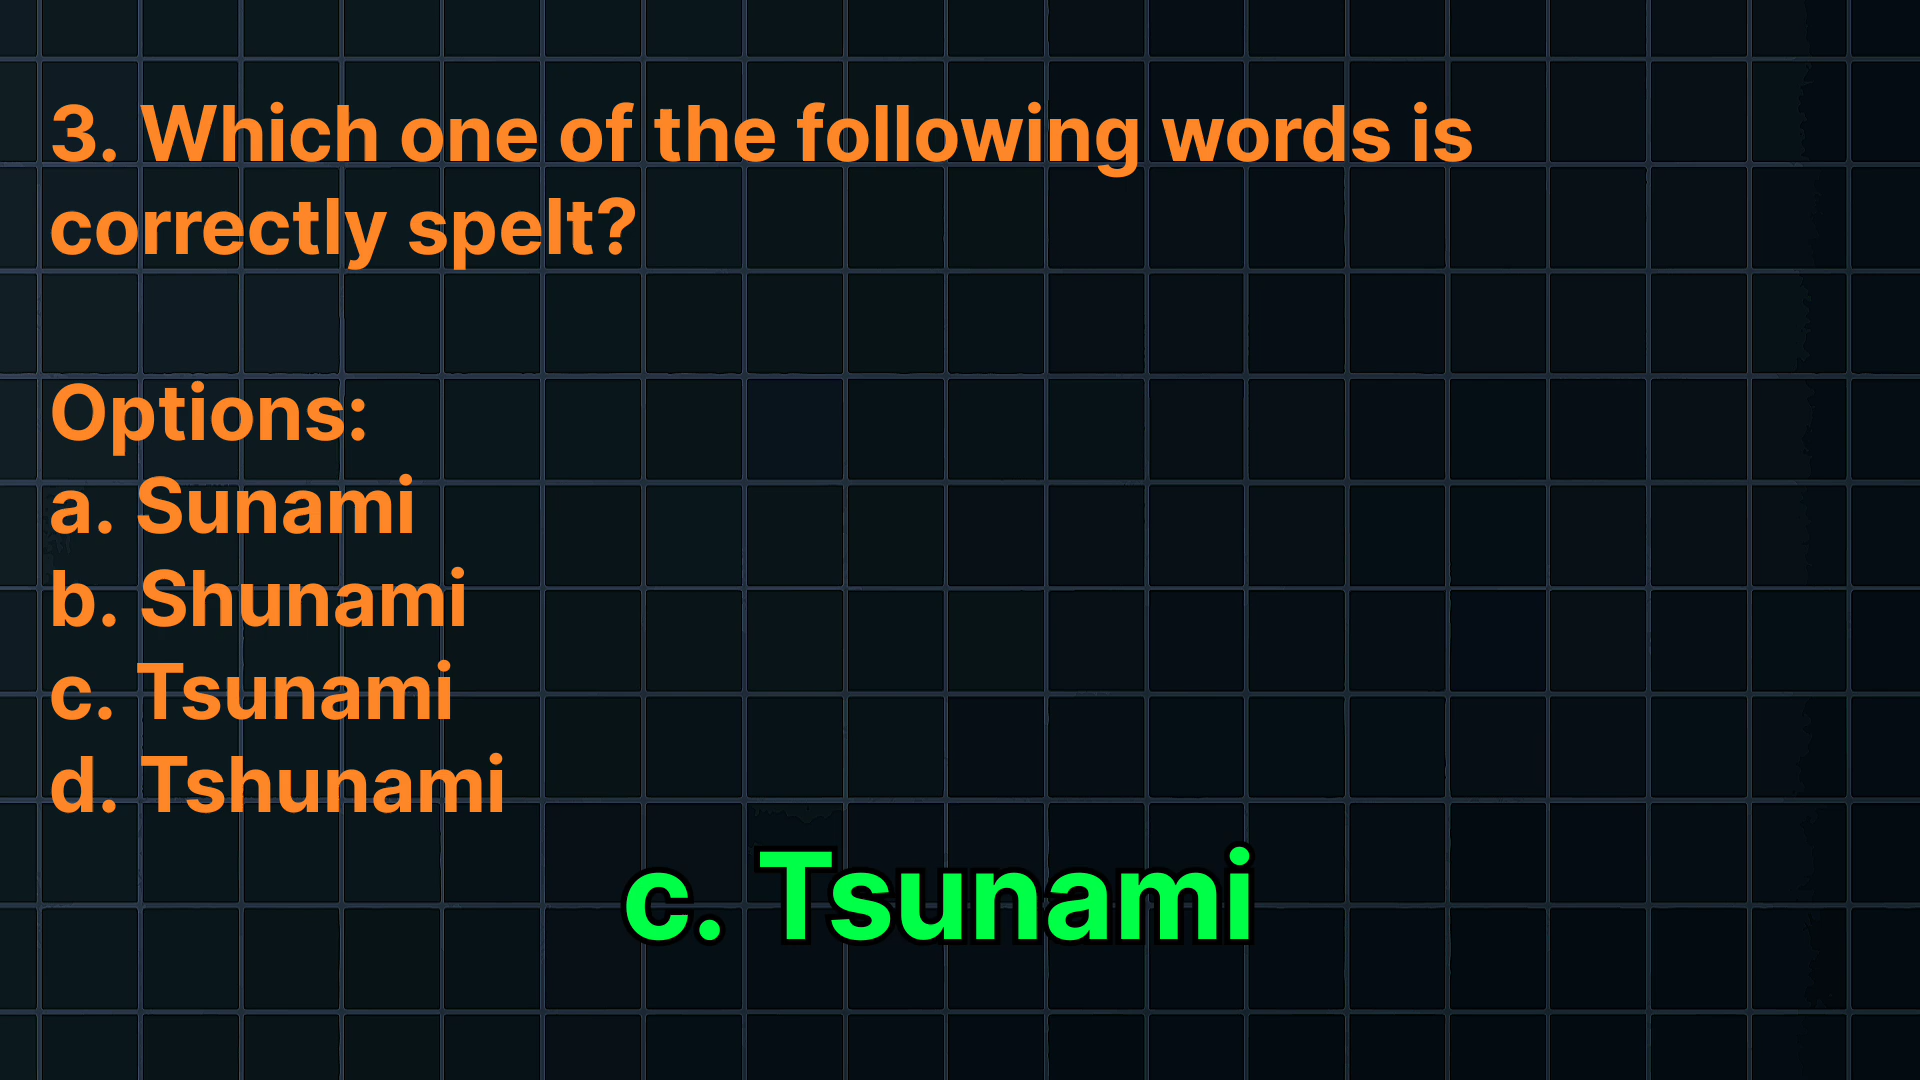 3. Which one of the following words is
correctly spelt?
Options:
a. Sunami
b. Shunami
c. Tsunami
d. Tshunami
c. Tsunami